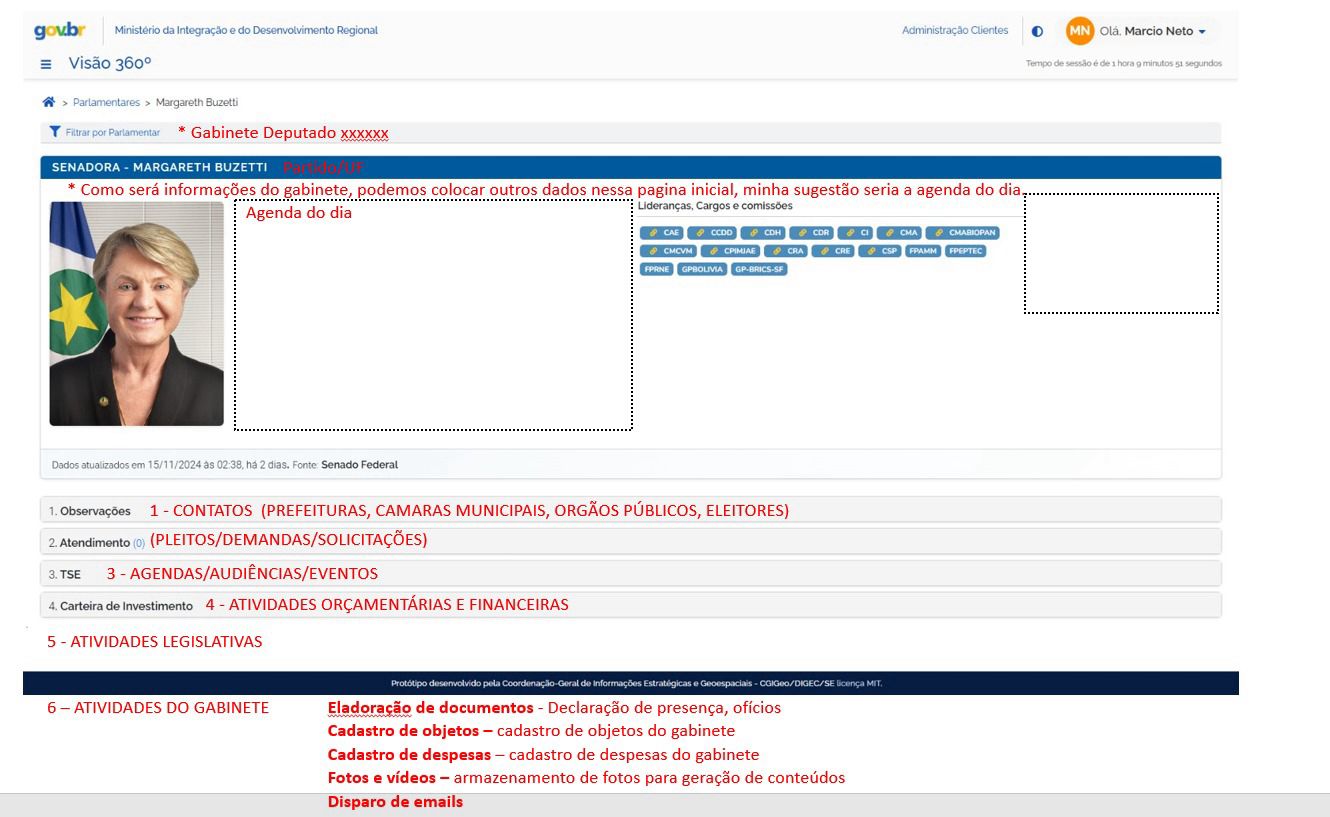 gov.br Ministério da Integração e do Desenvolvimento Regional Administração Clientes MN Olá, Marcio Neto
Visão 360º Tempo de sessão é de 1 hora 9 minutos 51 segundos
> Parlamentares > Margareth Buzetti
Filtrar por Parlamentar * Gabinete Deputado xxxxxx
SENADORA - MARGARETH BUZETTI Partido/UF
* Como será informações do gabinete, podemos colocar outros dados nessa pagina inicial, minha sugestão seria a agenda do dia.
Agenda do dia
Lideranças, Cargos e comissões
CAE CCDD CDH CDR CI CMA CMABIOPAN
CMCVM CPIMJAE CRA CRE CSP FPAMM FPEPTEC
FPRNE GPBOLIVIA GP-BRICS-SF
Dados atualizados em 15/11/2024 às 02:38, há 2 dias. Fonte: Senado Federal
1. Observações 1 - CONTATOS (PREFEITURAS, CAMARAS MUNICIPAIS, ORGÃOS PÚBLICOS, ELEITORES)
2. Atendimento (0) (PLEITOS/DEMANDAS/SOLICITAÇÕES)
3. TSE 3 - AGENDAS/AUDIÊNCIAS/EVENTOS
4. Carteira de Investimento 4 - ATIVIDADES ORÇAMENTÁRIAS E FINANCEIRAS
5 - ATIVIDADES LEGISLATIVAS
Protótipo desenvolvido pela Coordenação-Geral de Informações Estratégicas e Geoespaciais - CGIGeo/DIGEC/SE licença MIT.
6 – ATIVIDADES DO GABINETE Eladoração de documentos - Declaração de presença, ofícios
Cadastro de objetos – cadastro de objetos do gabinete
Cadastro de despesas – cadastro de despesas do gabinete
Fotos e vídeos – armazenamento de fotos para geração de conteúdos
Disparo de emails